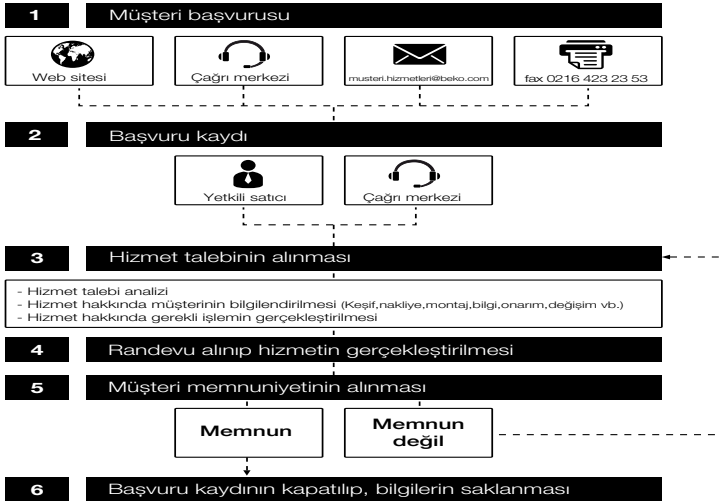 1 Müşteri başvurusu
Web sitesi
Çağrı merkezi
musteri.hizmetleri@beko.com
fax 0216 423 23 53
2 Başvuru kaydı
Yetkili satıcı
Çağrı merkezi
3 Hizmet talebinin alınması
- Hizmet talebi analizi
- Hizmet hakkında müşterinin bilgilendirilmesi (Keşif,nakliye,montaj,bilgi,onarım,değişim vb.)
- Hizmet hakkında gerekli işlemin gerçekleştirilmesi
4 Randevu alınıp hizmetin gerçekleştirilmesi
5 Müşteri memnuniyetinin alınması
Memnun
Memnun
değil
6 Başvuru kaydının kapatılıp, bilgilerin saklanması